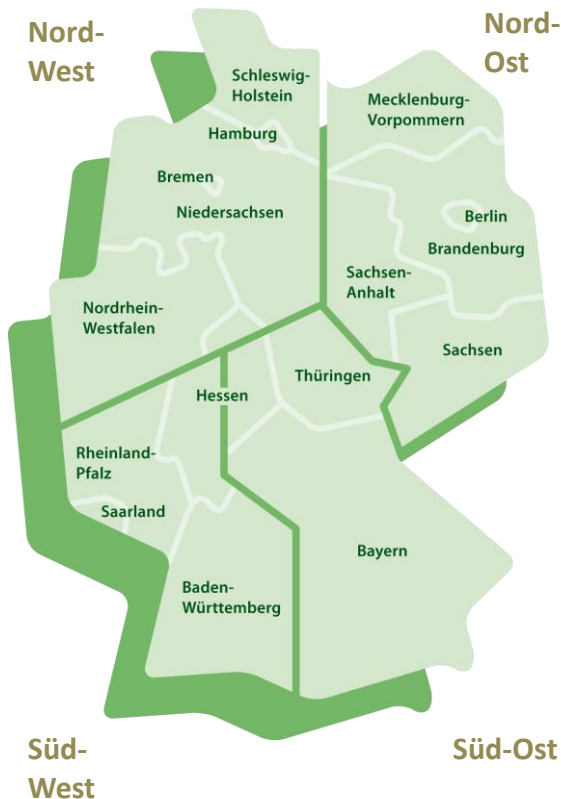 Nord-
West
Nord-
Ost
Schleswig-
Holstein
Mecklenburg-
Vorpommern
Hamburg
Bremen
Niedersachsen
Berlin
Brandenburg
Sachsen-
Anhalt
Nordrhein-
Westfalen
Sachsen
Thüringen
Hessen
Rheinland-
Pfalz
Saarland
Bayern
Baden-
Württemberg
Süd-
West
Süd-Ost